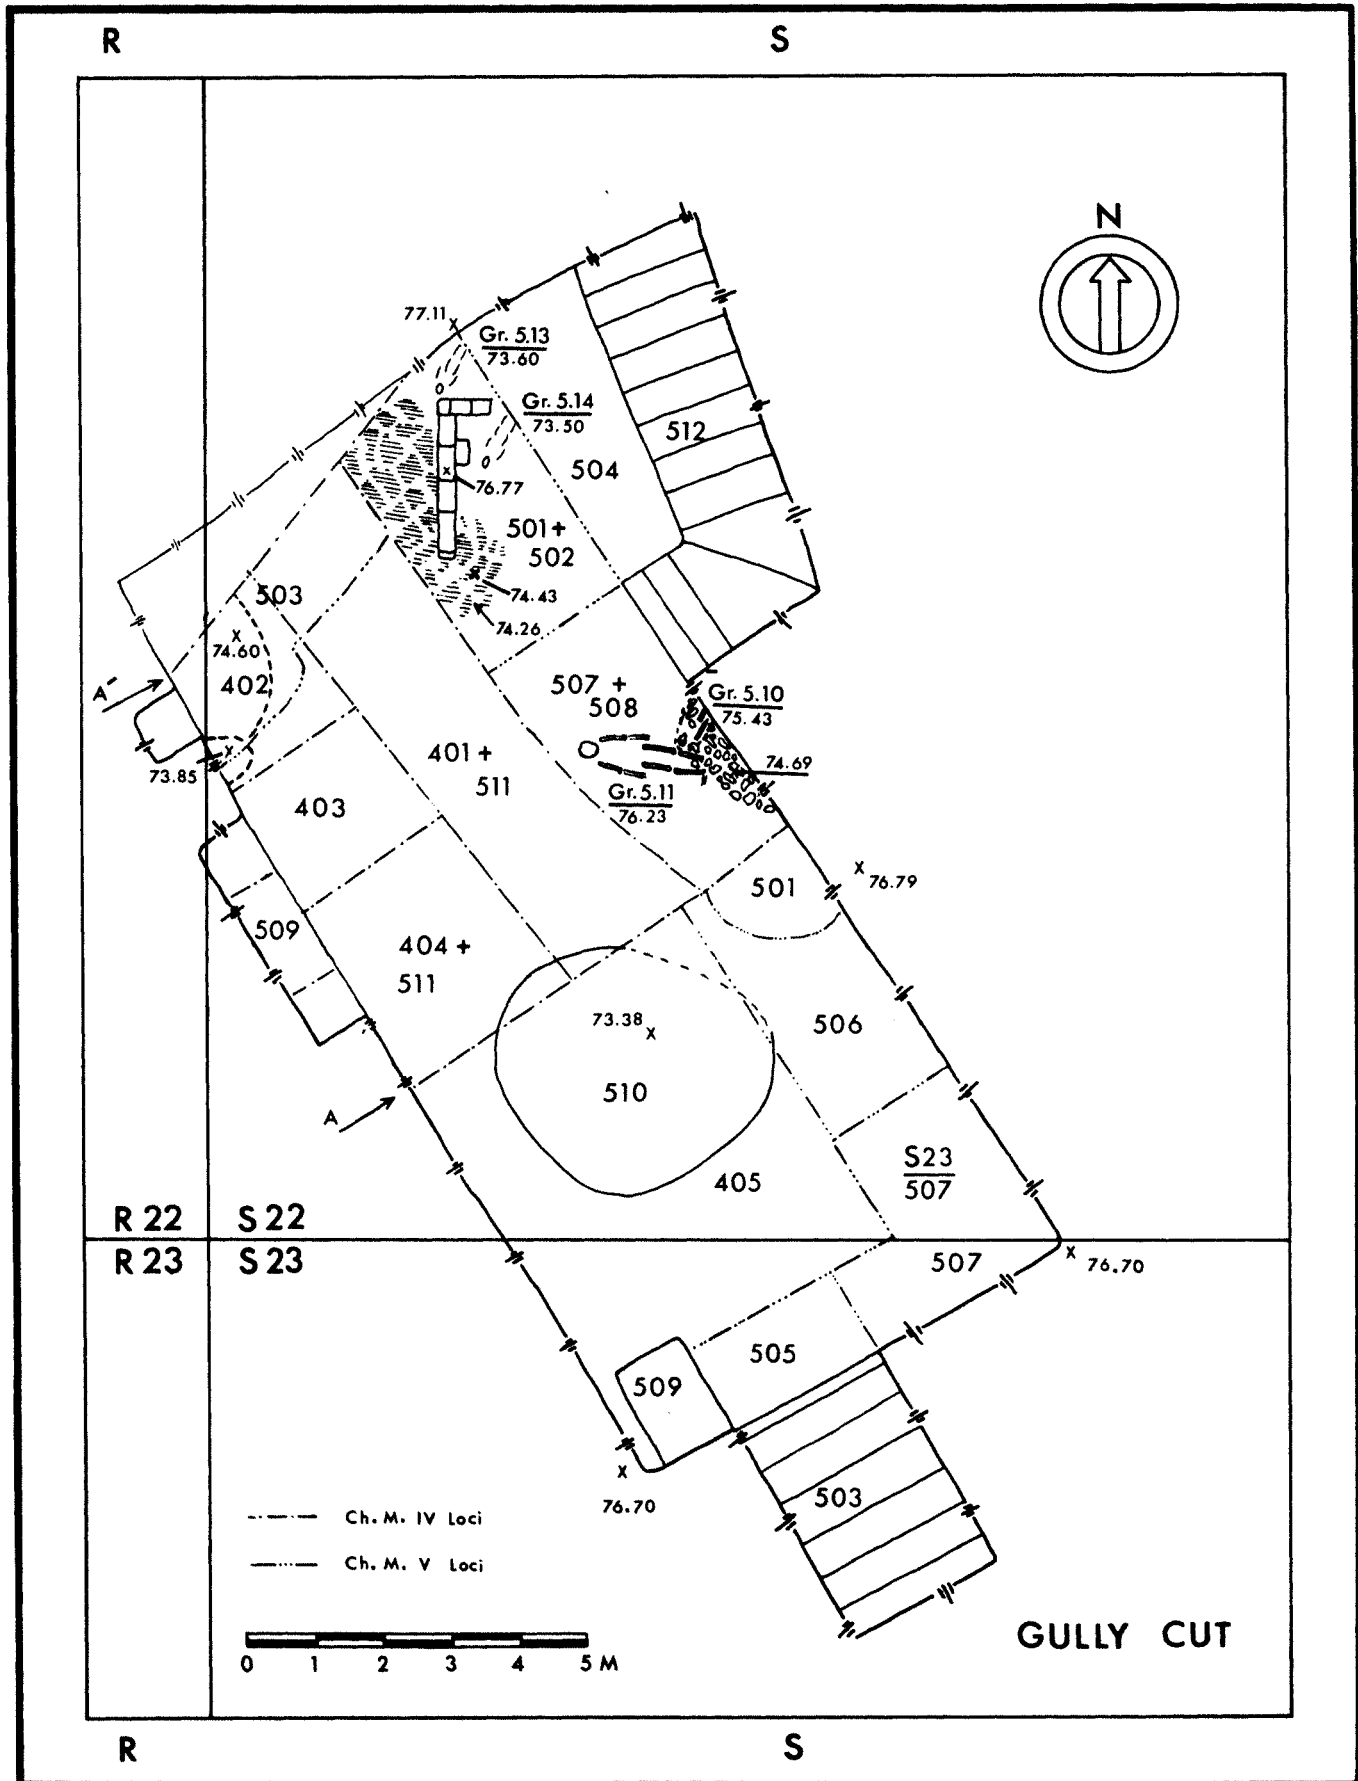 R S
N
77.11 x
Gr. 5.13
73.60
Gr. 5.14
73.50
512
504
x
76.77
501 +
502
x
74.43
74.26
503
x
74.60
402
A'
507 +
508
Gr. 5.10
75.43
x
73.85
401 +
511
74.69
Gr. 5.11
76.23
403
x 76.79
501
509
404 +
511
73.38 x
506
510
A
S23
507
405
R 22 S 22
R 23 S 23
507
x 76.70
505
509
x
76.70
503
Ch. M. IV Loci
Ch. M. V Loci
GULLY CUT
0 1 2 3 4 5 M
R S